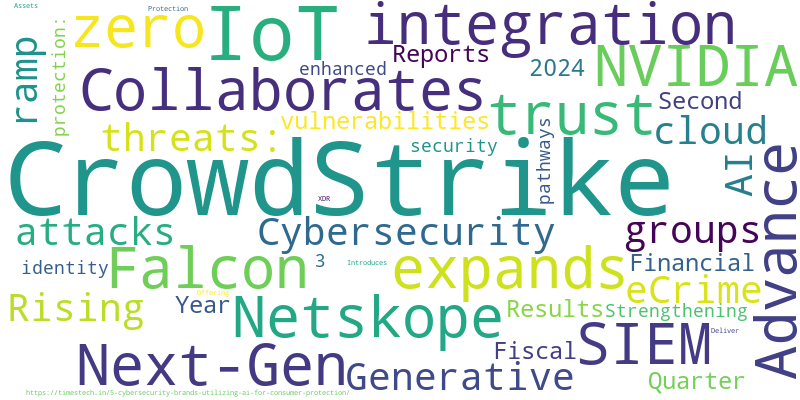 Assets
Protection
zero
IoT
integration
Reports
enhanced
2024
NVIDIA
ramp
protection:
Collaborates
Second
vulnerabilities
trust
cloud
threats:
security
pathways
AI
CrowdStrike
XDR
Advance
attacks
Cybersecurity
groups
identity
Falcon
3
Introduces
expands
Financial
eCrime
Offering
Rising
Year
Netskope
Results
Strengthening
Deliver
Fiscal
SIEM
Next-Gen
Generative
Quarter
https://timestech.in/5-cybersecurity-brands-utilizing-ai-for-consumer-protection/